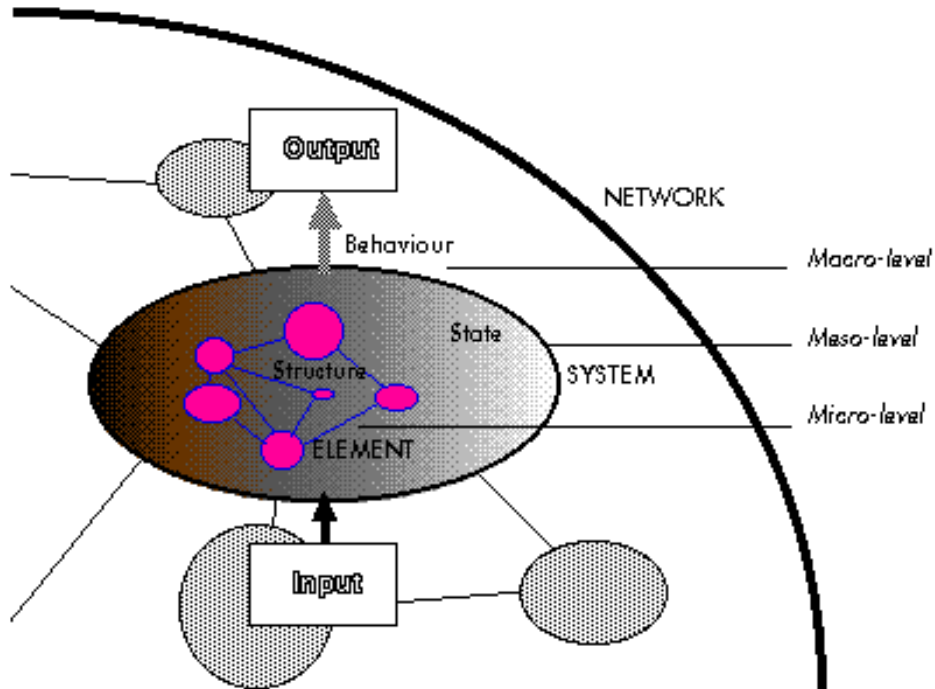 Output
NETWORK
Behaviour
Macro-level
State
Meso-level
Structure
SYSTEM
Micro-level
ELEMENT
Input